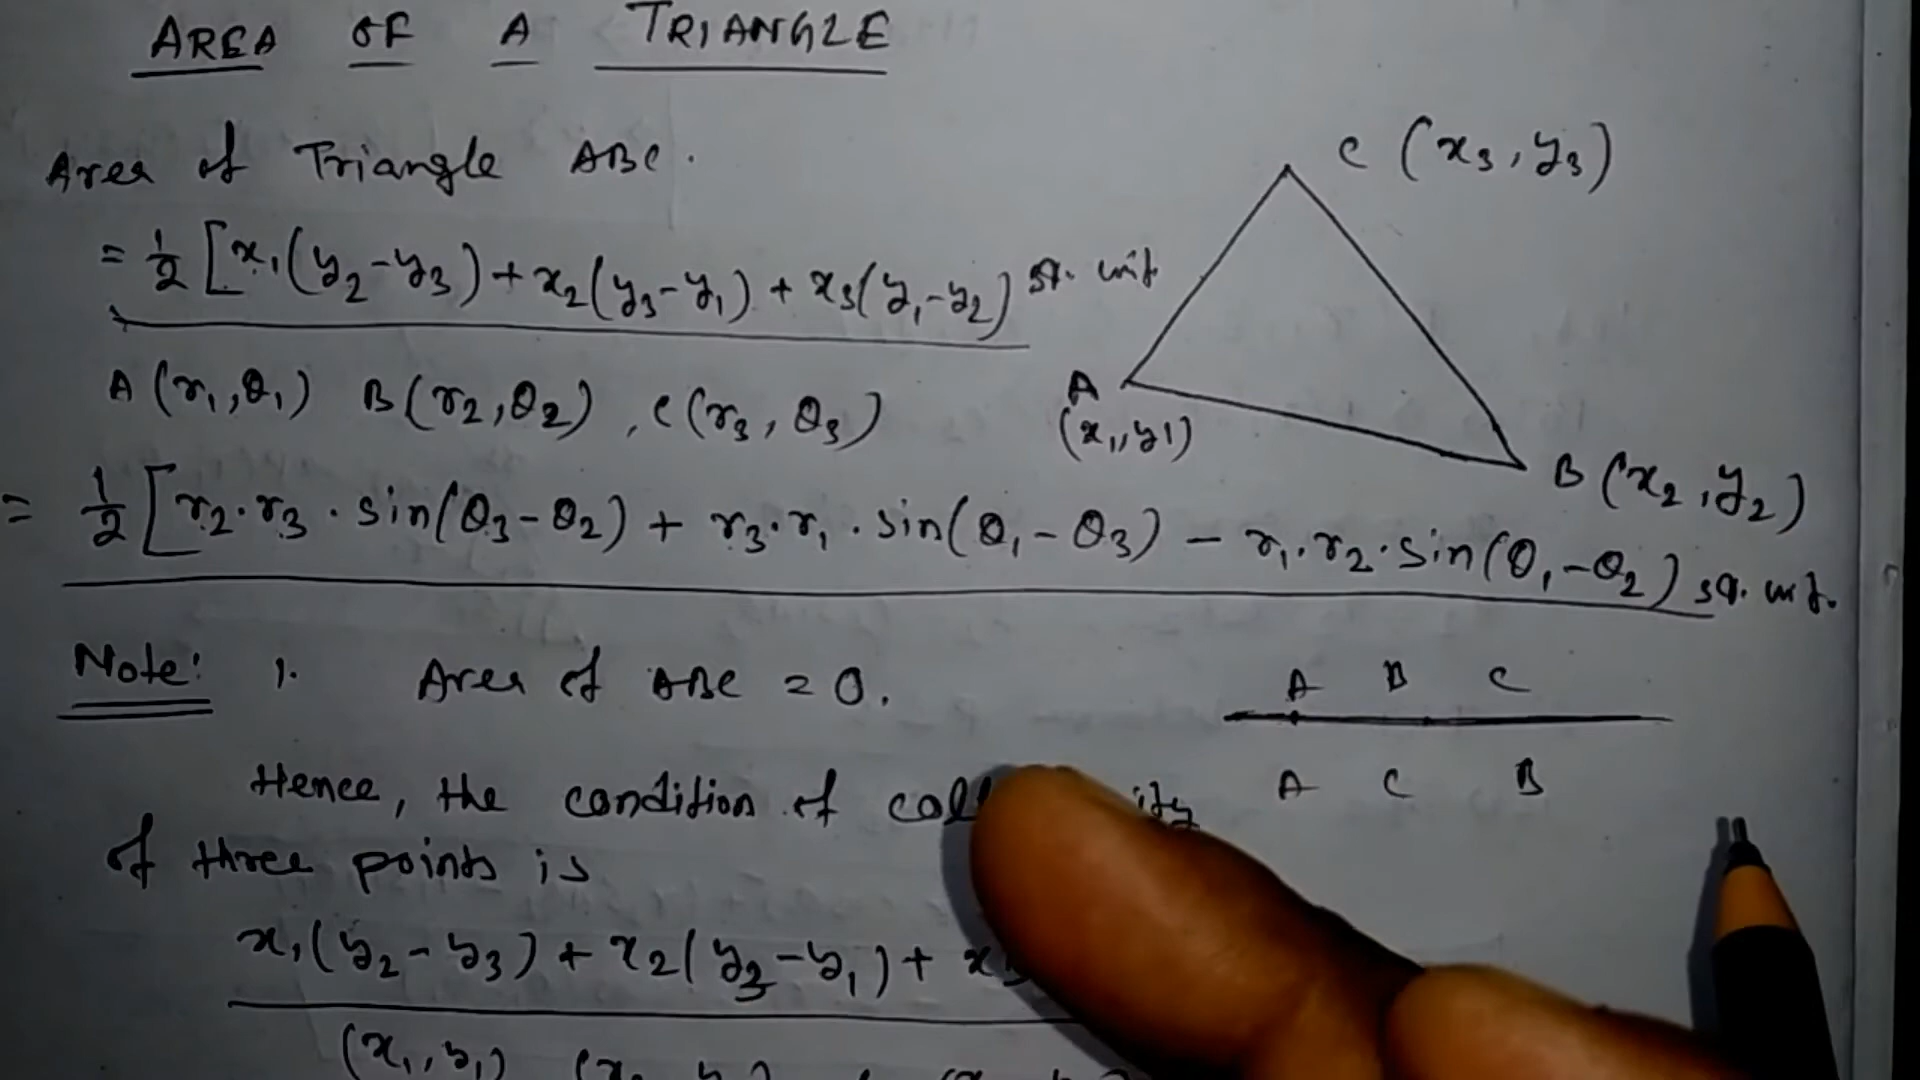 AREA OF A TRIANGLE
Area of Triangle ABC.
= 1/2 [x₁(y₂-y₃)+x₂(y₃-y₁)+x₃(y₁-y₂)] sq. unit
A(r₁,θ₁) B(r₂,θ₂), C(r₃,θ₃)
= 1/2 [r₂.r₃.sin(θ₃-θ₂) + r₃.r₁.sin(θ₁-θ₃) - r₁.r₂.sin(θ₁-θ₂)] sq. unit.
C (x₃,y₃)
A
(x₁,y₁)
B (x₂,y₂)
Note: 1. Area of ABC = 0.
A B C
A C B
Hence, the condition of
of three points is
x₁(y₂-y₃)+x₂(y₃-y₁)+
(x₁,y₁)